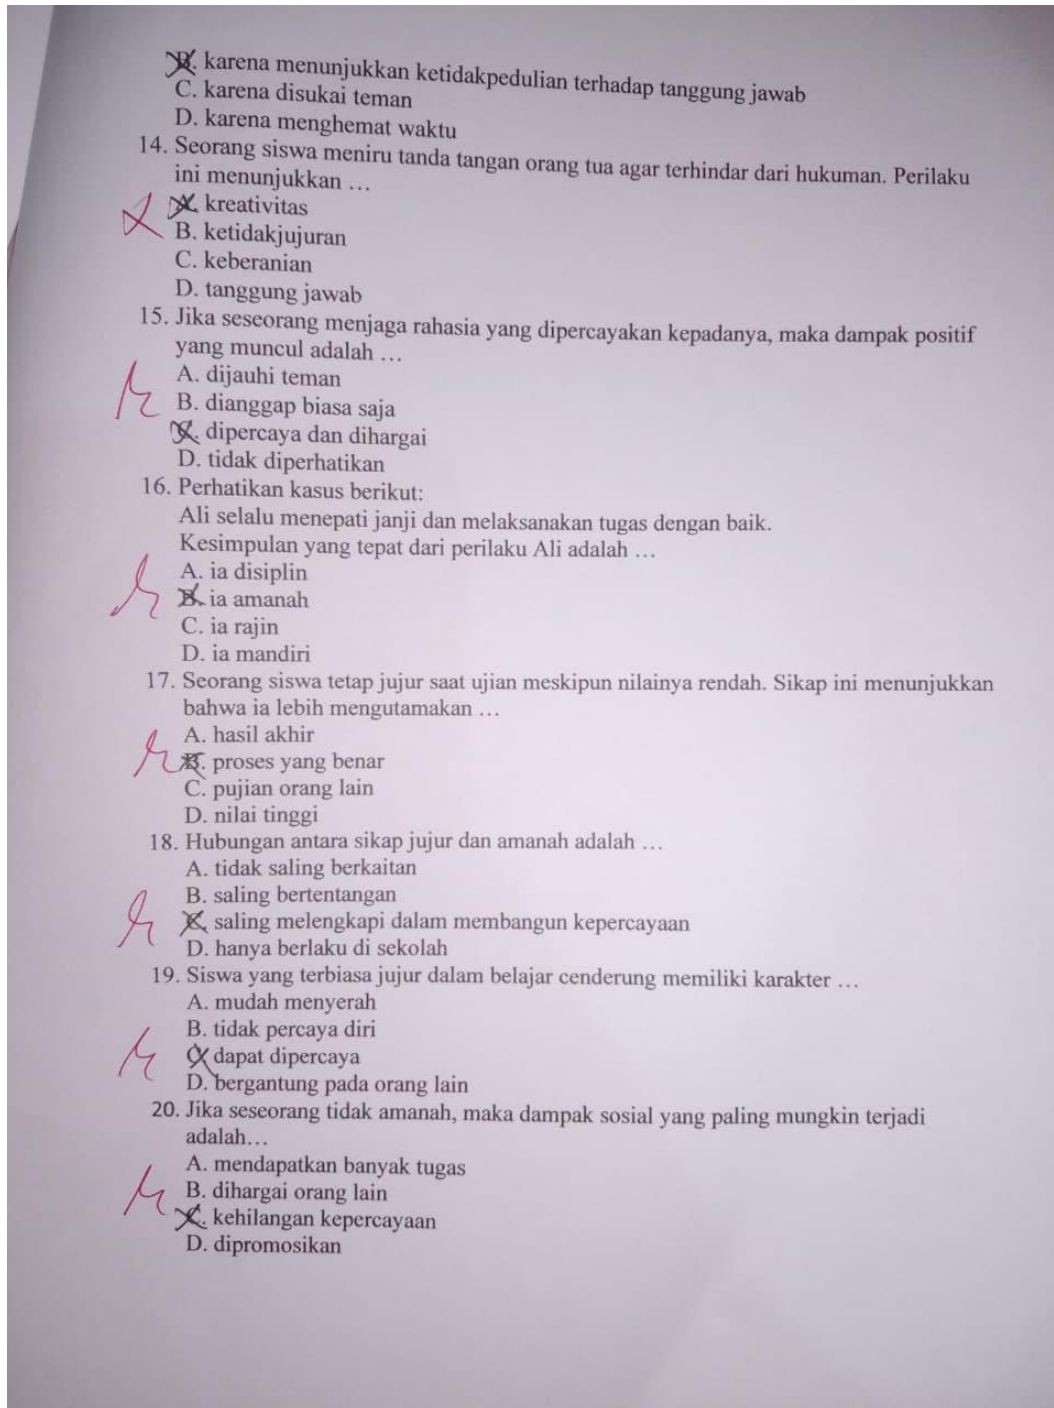 B. karena menunjukkan ketidakpedulian terhadap tanggung jawab
C. karena disukai teman
D. karena menghemat waktu
14. Seorang siswa meniru tanda tangan orang tua agar terhindar dari hukuman. Perilaku
ini menunjukkan …
A. kreativitas
B. ketidakjujuran
C. keberanian
D. tanggung jawab
15. Jika seseorang menjaga rahasia yang dipercayakan kepadanya, maka dampak positif
yang muncul adalah …
A. dijauhi teman
B. dianggap biasa saja
C. dipercaya dan dihargai
D. tidak diperhatikan
16. Perhatikan kasus berikut:
Ali selalu menepati janji dan melaksanakan tugas dengan baik.
Kesimpulan yang tepat dari perilaku Ali adalah …
A. ia disiplin
B. ia amanah
C. ia rajin
D. ia mandiri
17. Seorang siswa tetap jujur saat ujian meskipun nilainya rendah. Sikap ini menunjukkan
bahwa ia lebih mengutamakan …
A. hasil akhir
B. proses yang benar
C. pujian orang lain
D. nilai tinggi
18. Hubungan antara sikap jujur dan amanah adalah …
A. tidak saling berkaitan
B. saling bertentangan
C. saling melengkapi dalam membangun kepercayaan
D. hanya berlaku di sekolah
19. Siswa yang terbiasa jujur dalam belajar cenderung memiliki karakter …
A. mudah menyerah
B. tidak percaya diri
C. dapat dipercaya
D. bergantung pada orang lain
20. Jika seseorang tidak amanah, maka dampak sosial yang paling mungkin terjadi
adalah…
A. mendapatkan banyak tugas
B. dihargai orang lain
C. kehilangan kepercayaan
D. dipromosikan